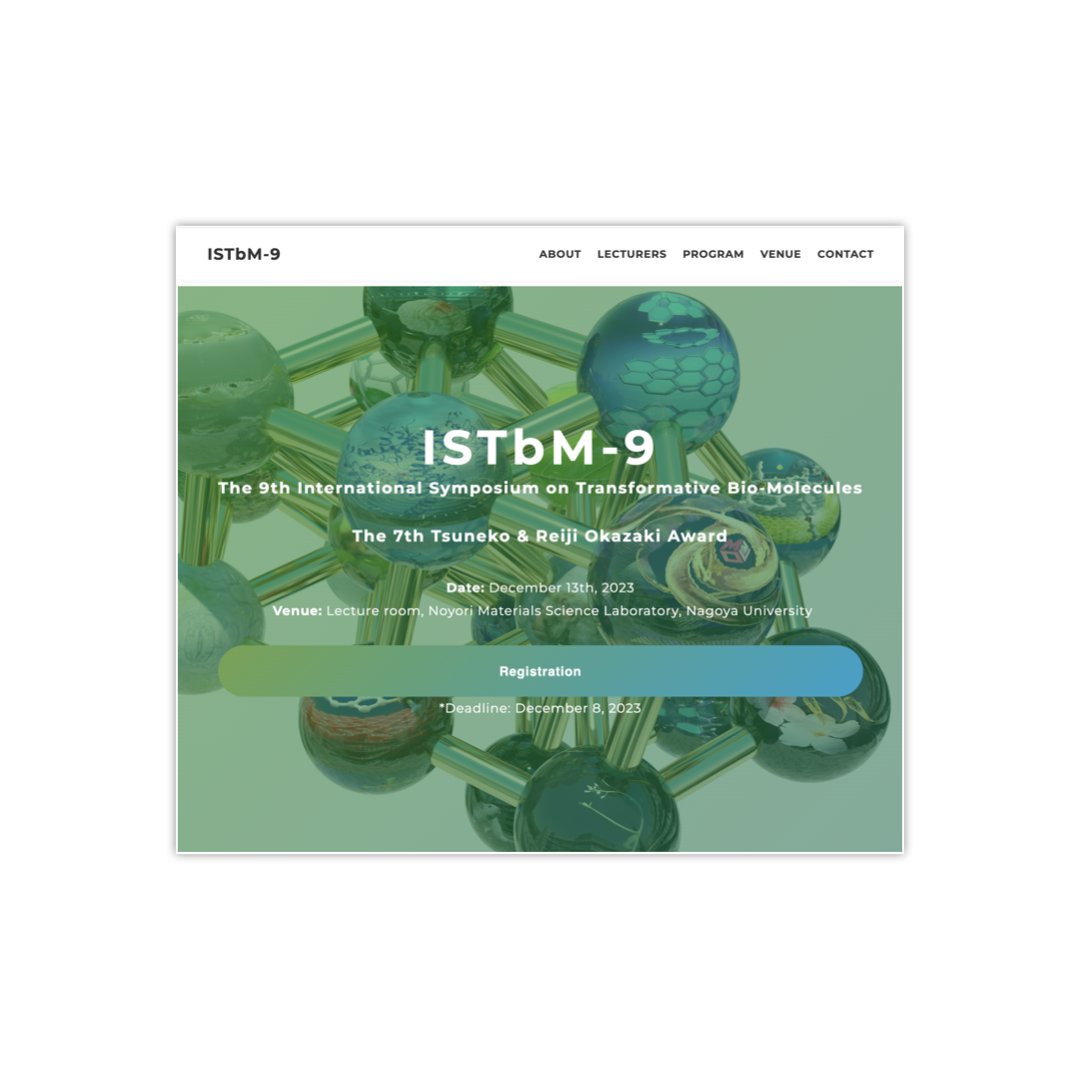 ISTbM-9
ABOUT LECTURERS PROGRAM VENUE CONTACT
ISTbM-9
The 9th International Symposium on Transformative Bio-Molecules
The 7th Tsuneko & Reiji Okazaki Award
Date: December 13th, 2023
Venue: Lecture room, Noyori Materials Science Laboratory, Nagoya University
Registration
*Deadline: December 8, 2023